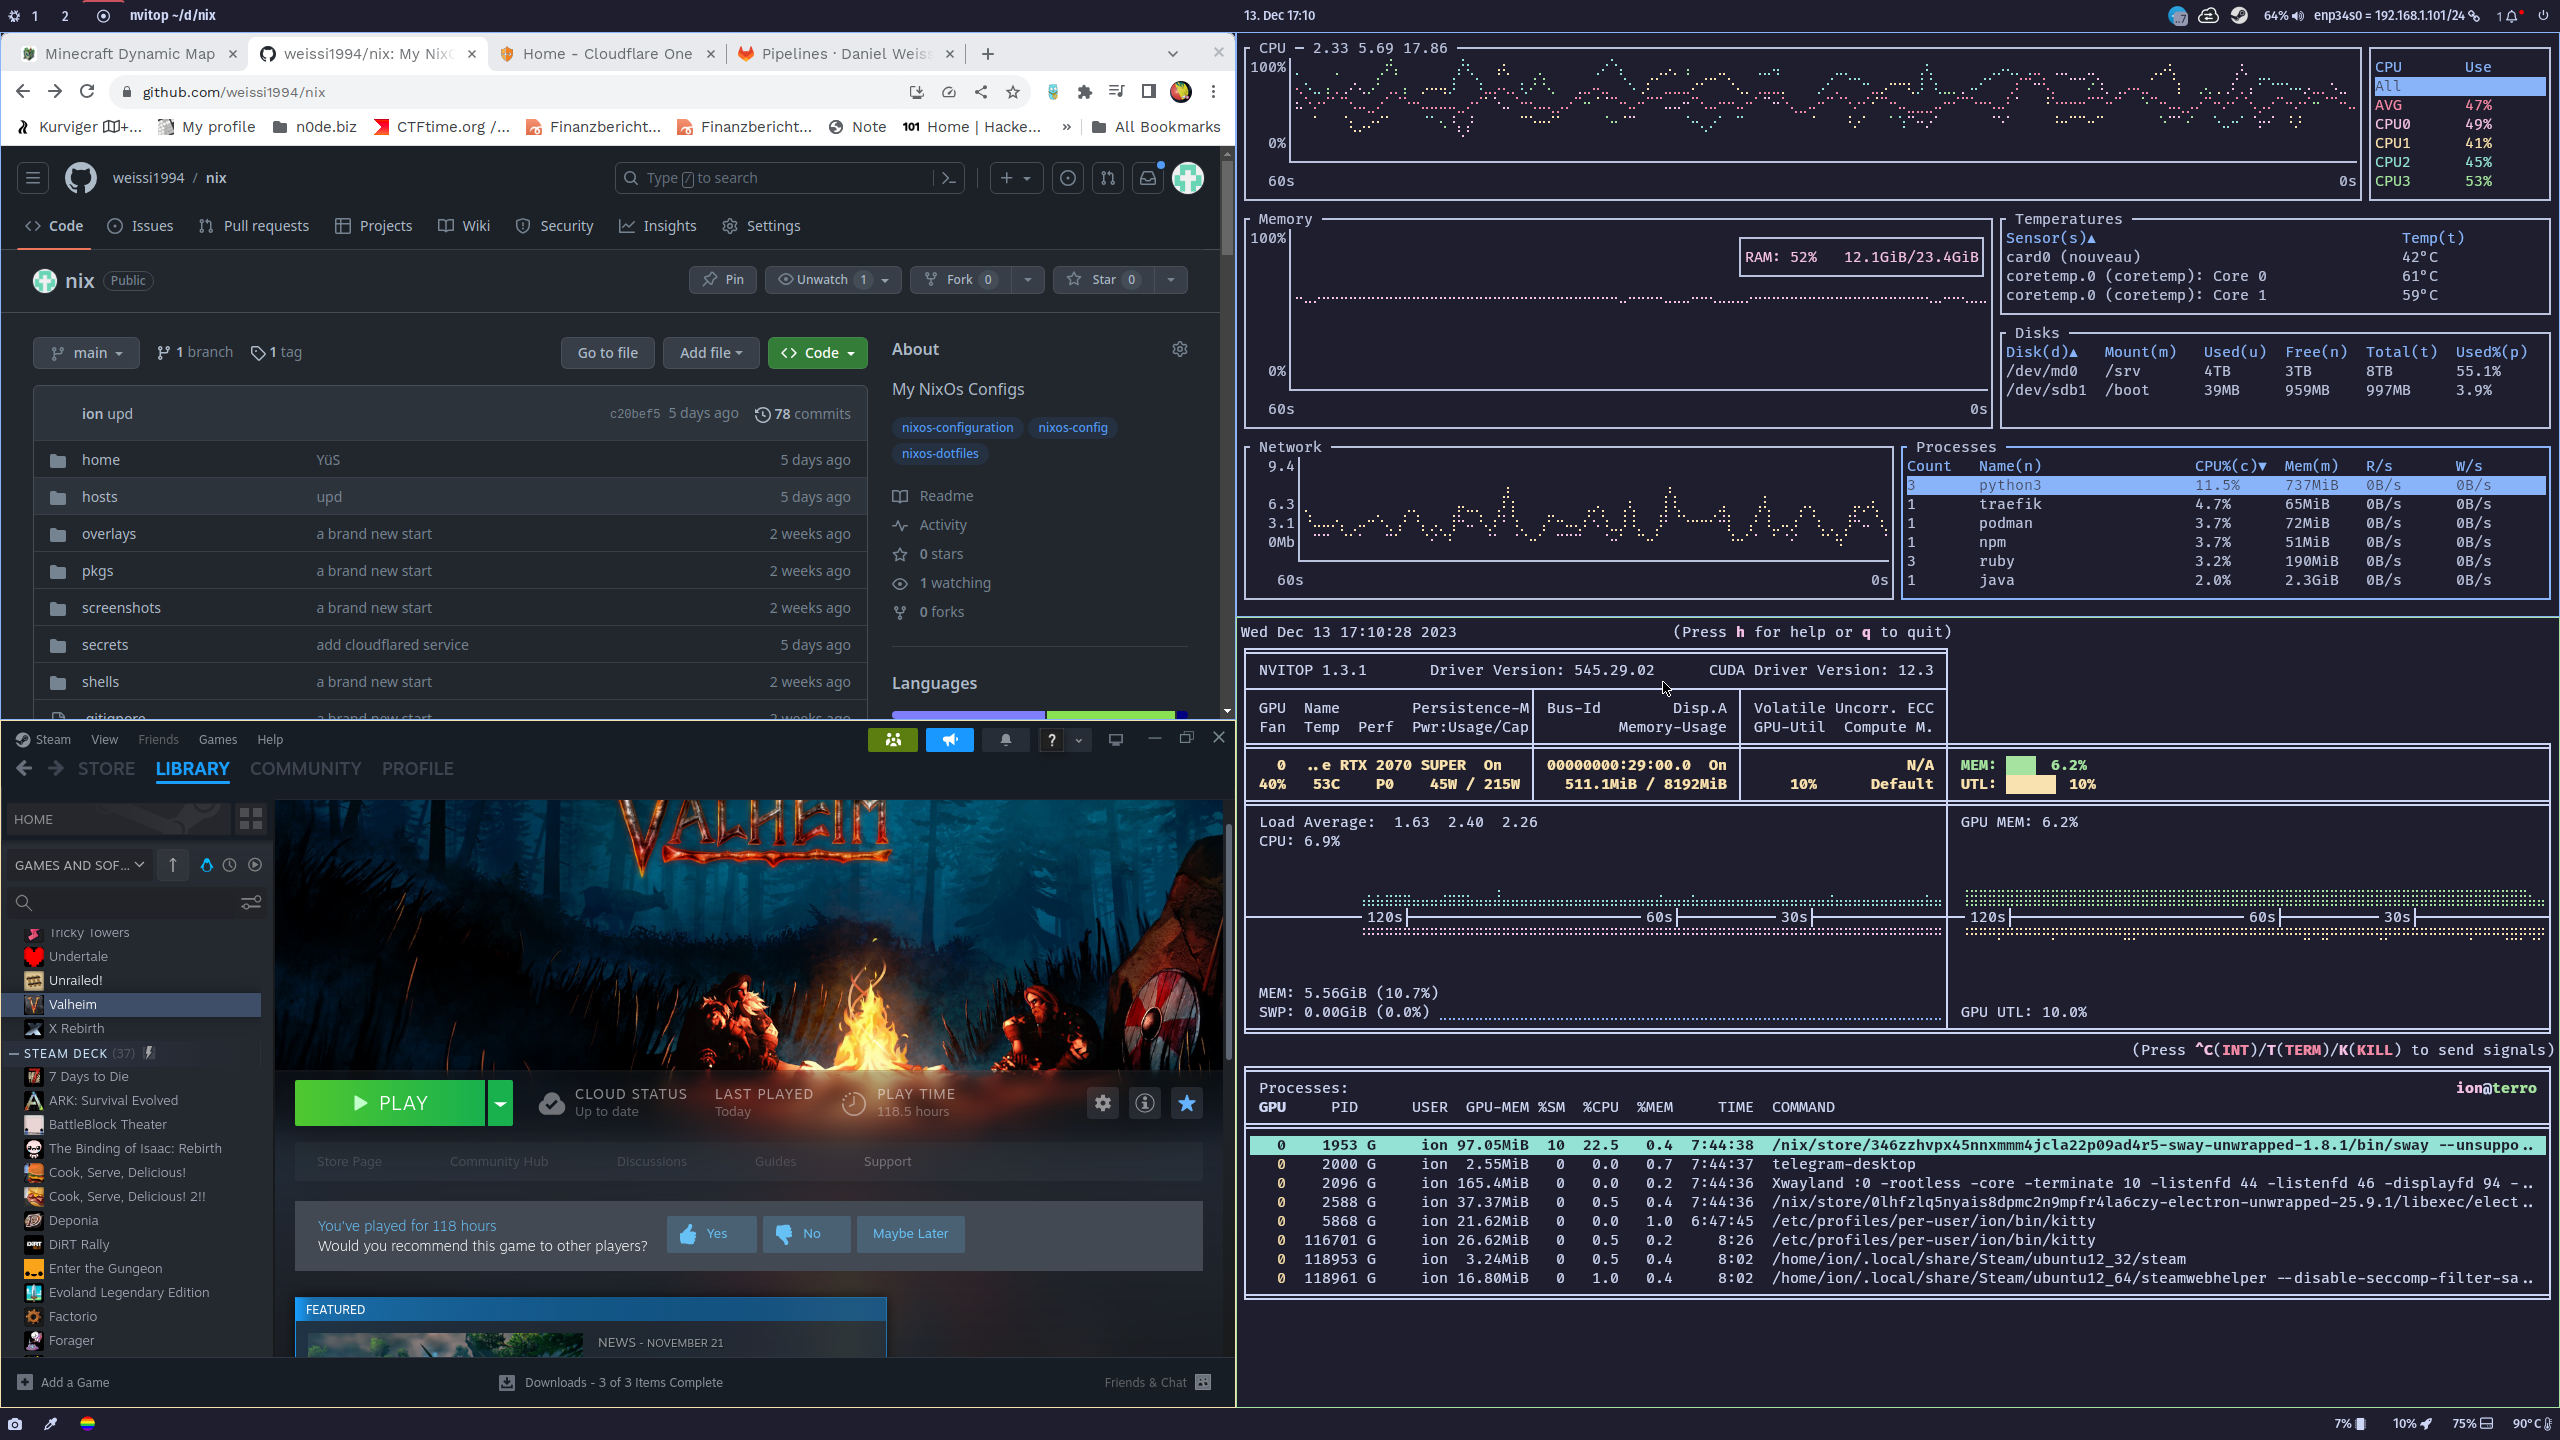 1 2 nvitop ~/d/nix
13. Dec 17:10
64% enp34s0 = 192.168.1.101/24 1
Minecraft Dynamic Map
weissi1994/nix: My NixO
Home - Cloudflare One
Pipelines · Daniel Weiss
github.com/weissi1994/nix
Kurviger
My profile
n0de.biz
CTFtime.org /...
Finanzbericht...
Finanzbericht...
Note
101 Home | Hacke...
»
All Bookmarks
weissi1994 / nix
Type / to search
Code
Issues
Pull requests
Projects
Wiki
Security
Insights
Settings
nix Public
Pin
Unwatch 1
Fork 0
Star 0
main
1 branch
1 tag
Go to file
Add file
Code
ion upd
c20bef5 5 days ago 78 commits
home YüS 5 days ago
hosts upd 5 days ago
overlays a brand new start 2 weeks ago
pkgs a brand new start 2 weeks ago
screenshots a brand new start 2 weeks ago
secrets add cloudflared service 5 days ago
shells a brand new start 2 weeks ago
.gitignore a brand new start 2 weeks ago
About
My NixOs Configs
nixos-configuration nixos-config
nixos-dotfiles
Readme
Activity
0 stars
1 watching
0 forks
Languages
Steam View Friends Games Help
?
STORE LIBRARY COMMUNITY PROFILE
HOME
GAMES AND SOF...
Tricky Towers
Undertale
Unrailed!
Valheim
X Rebirth
STEAM DECK (37)
7 Days to Die
ARK: Survival Evolved
BattleBlock Theater
The Binding of Isaac: Rebirth
Cook, Serve, Delicious!
Cook, Serve, Delicious! 2!!
Deponia
DiRT Rally
Enter the Gungeon
Evoland Legendary Edition
Factorio
Forager
VALHEIM
PLAY
CLOUD STATUS
Up to date
LAST PLAYED
Today
PLAY TIME
118.5 hours
Store Page Community Hub Discussions Guides Support
You've played for 118 hours
Would you recommend this game to other players?
Yes
No
Maybe Later
FEATURED
NEWS - NOVEMBER 21
Add a Game
Downloads - 3 of 3 Items Complete
Friends & Chat
CPU — 2.33 5.69 17.86
100%
0%
60s 0s
CPU Use
All
AVG 47%
CPU0 49%
CPU1 41%
CPU2 45%
CPU3 53%
Memory
100%
RAM: 52% 12.1GiB/23.4GiB
0%
60s 0s
Temperatures
Sensor(s)▲ Temp(t)
card0 (nouveau) 42°C
coretemp.0 (coretemp): Core 0 61°C
coretemp.0 (coretemp): Core 1 59°C
Disks
Disk(d)▲ Mount(m) Used(u) Free(n) Total(t) Used%(p)
/dev/md0 /srv 4TB 3TB 8TB 55.1%
/dev/sdb1 /boot 39MB 959MB 997MB 3.9%
Network
9.4
6.3
3.1
0Mb
60s 0s
Processes
Count Name(n) CPU%(c)▼ Mem(m) R/s W/s
3 python3 11.5% 737MiB 0B/s 0B/s
1 traefik 4.7% 65MiB 0B/s 0B/s
1 podman 3.7% 72MiB 0B/s 0B/s
1 npm 3.7% 51MiB 0B/s 0B/s
3 ruby 3.2% 190MiB 0B/s 0B/s
1 java 2.0% 2.3GiB 0B/s 0B/s
Wed Dec 13 17:10:28 2023 (Press h for help or q to quit)
NVITOP 1.3.1 Driver Version: 545.29.02 CUDA Driver Version: 12.3
GPU Name Persistence-M Bus-Id Disp.A Volatile Uncorr. ECC
Fan Temp Perf Pwr:Usage/Cap Memory-Usage GPU-Util Compute M.
0 ..e RTX 2070 SUPER On 00000000:29:00.0 On N/A MEM: 6.2%
40% 53C P0 45W / 215W 511.1MiB / 8192MiB 10% Default UTL: 10%
Load Average: 1.63 2.40 2.26
CPU: 6.9%
GPU MEM: 6.2%
120s 60s 30s 120s 60s 30s
MEM: 5.56GiB (10.7%)
SWP: 0.00GiB (0.0%)
GPU UTL: 10.0%
(Press ^C(INT)/T(TERM)/K(KILL) to send signals)
Processes: ion@terro
GPU PID USER GPU-MEM %SM %CPU %MEM TIME COMMAND
0 1953 G ion 97.05MiB 10 22.5 0.4 7:44:38 /nix/store/346zzhvpx45nnxmmm4jcla22p09ad4r5-sway-unwrapped-1.8.1/bin/sway --unsuppo..
0 2000 G ion 2.55MiB 0 0.0 0.7 7:44:37 telegram-desktop
0 2096 G ion 165.4MiB 0 0.0 0.2 7:44:36 Xwayland :0 -rootless -core -terminate 10 -listenfd 44 -listenfd 46 -displayfd 94 -..
0 2588 G ion 37.37MiB 0 0.5 0.4 7:44:36 /nix/store/0lhfzlq5nyais8dpmc2n9mpfr4la6czy-electron-unwrapped-25.9.1/libexec/elect..
0 5868 G ion 21.62MiB 0 0.0 1.0 6:47:45 /etc/profiles/per-user/ion/bin/kitty
0 116701 G ion 26.62MiB 0 0.5 0.2 8:26 /etc/profiles/per-user/ion/bin/kitty
0 118953 G ion 3.24MiB 0 0.5 0.4 8:02 /home/ion/.local/share/Steam/ubuntu12_32/steam
0 118961 G ion 16.80MiB 0 1.0 0.4 8:02 /home/ion/.local/share/Steam/ubuntu12_64/steamwebhelper --disable-seccomp-filter-sa..
7% 10% 75% 90°C